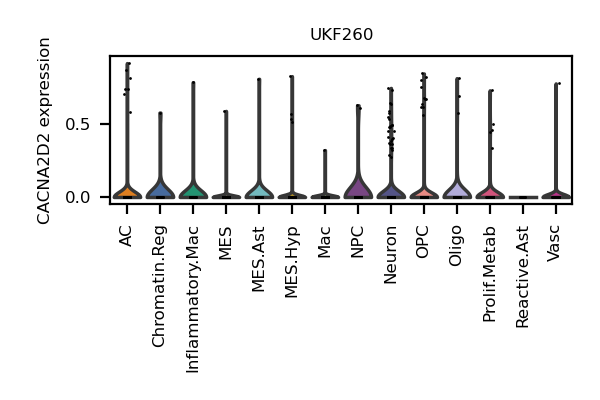 UKF260
CACNA2D2 expression
0.5
0.0
AC
Chromatin.Reg
Inflammatory.Mac
MES
MES.Ast
MES.Hyp
Mac
NPC
Neuron
OPC
Oligo
Prolif.Metab
Reactive.Ast
Vasc